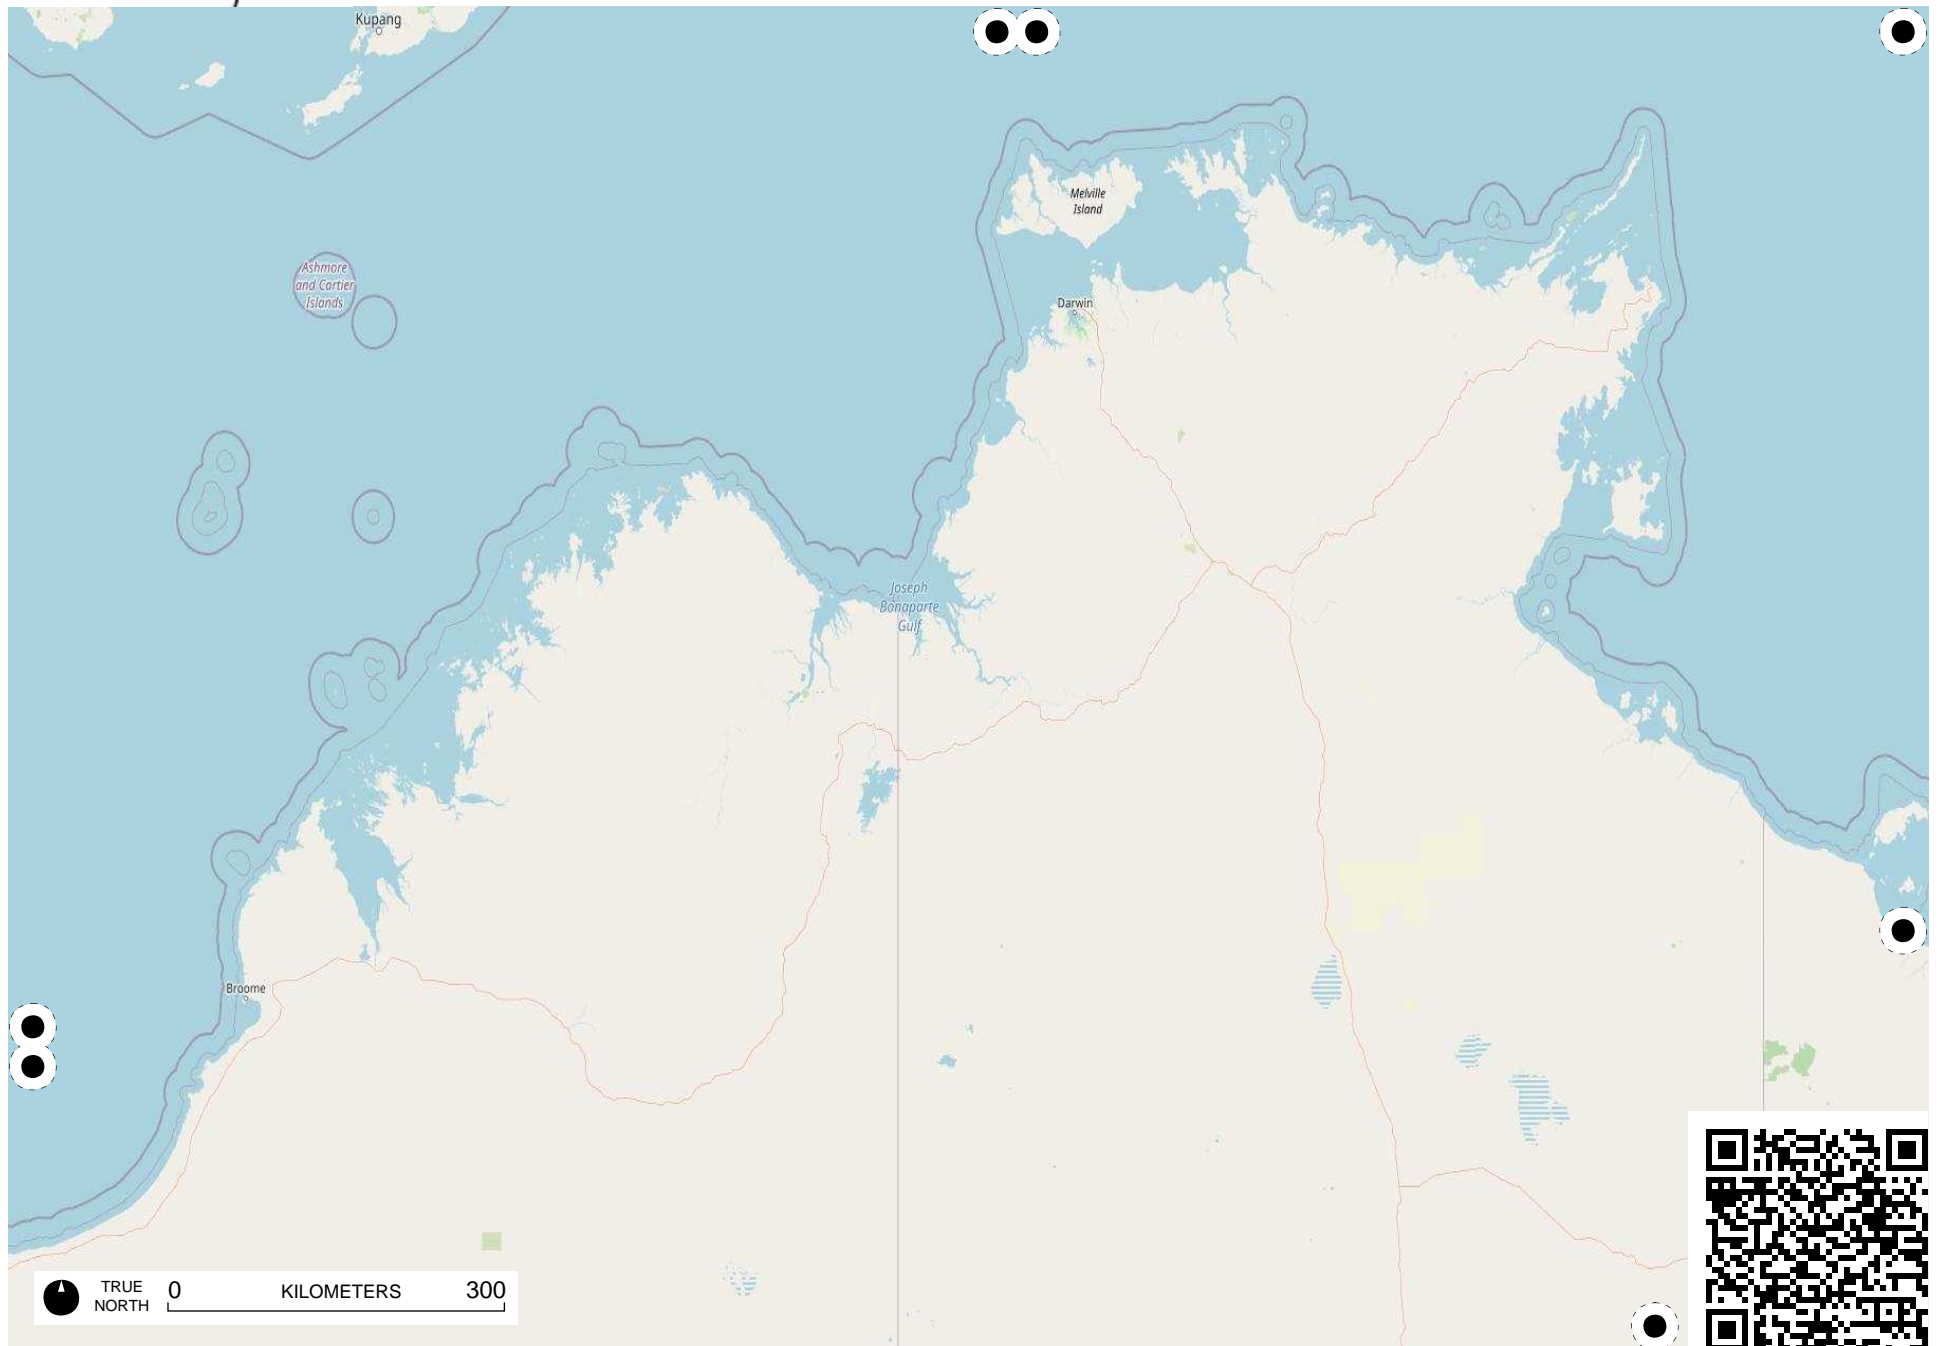 Kupang
Melville
Island
Ashmore
and Cartier
Islands
Darwin
Joseph
Bonaparte
Gulf
Broome
TRUE
NORTH
0
KILOMETERS
300